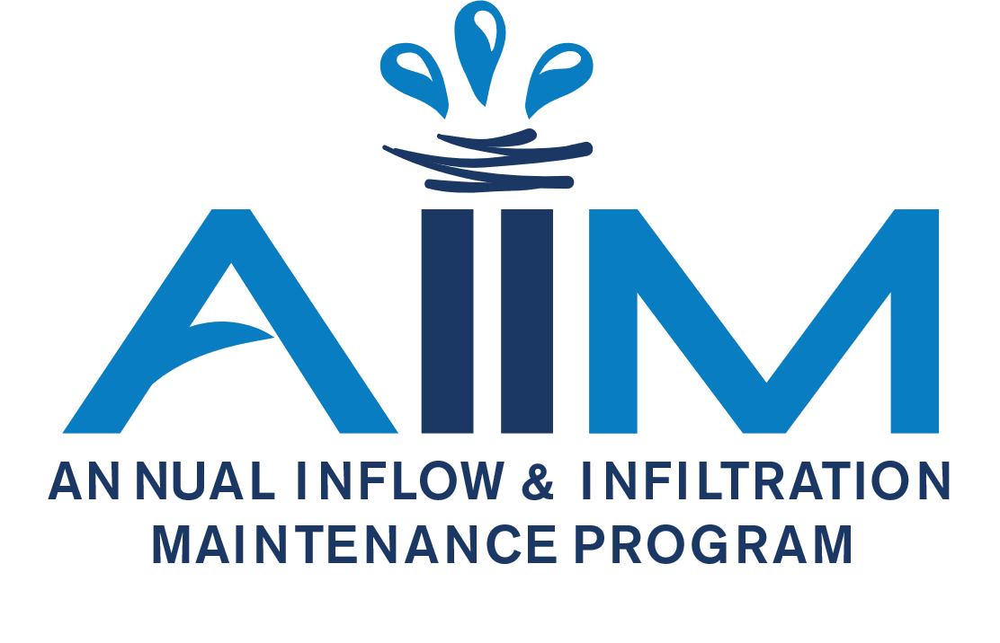 AIIM
ANNUAL INFLOW & INFILTRATION
MAINTENANCE PROGRAM